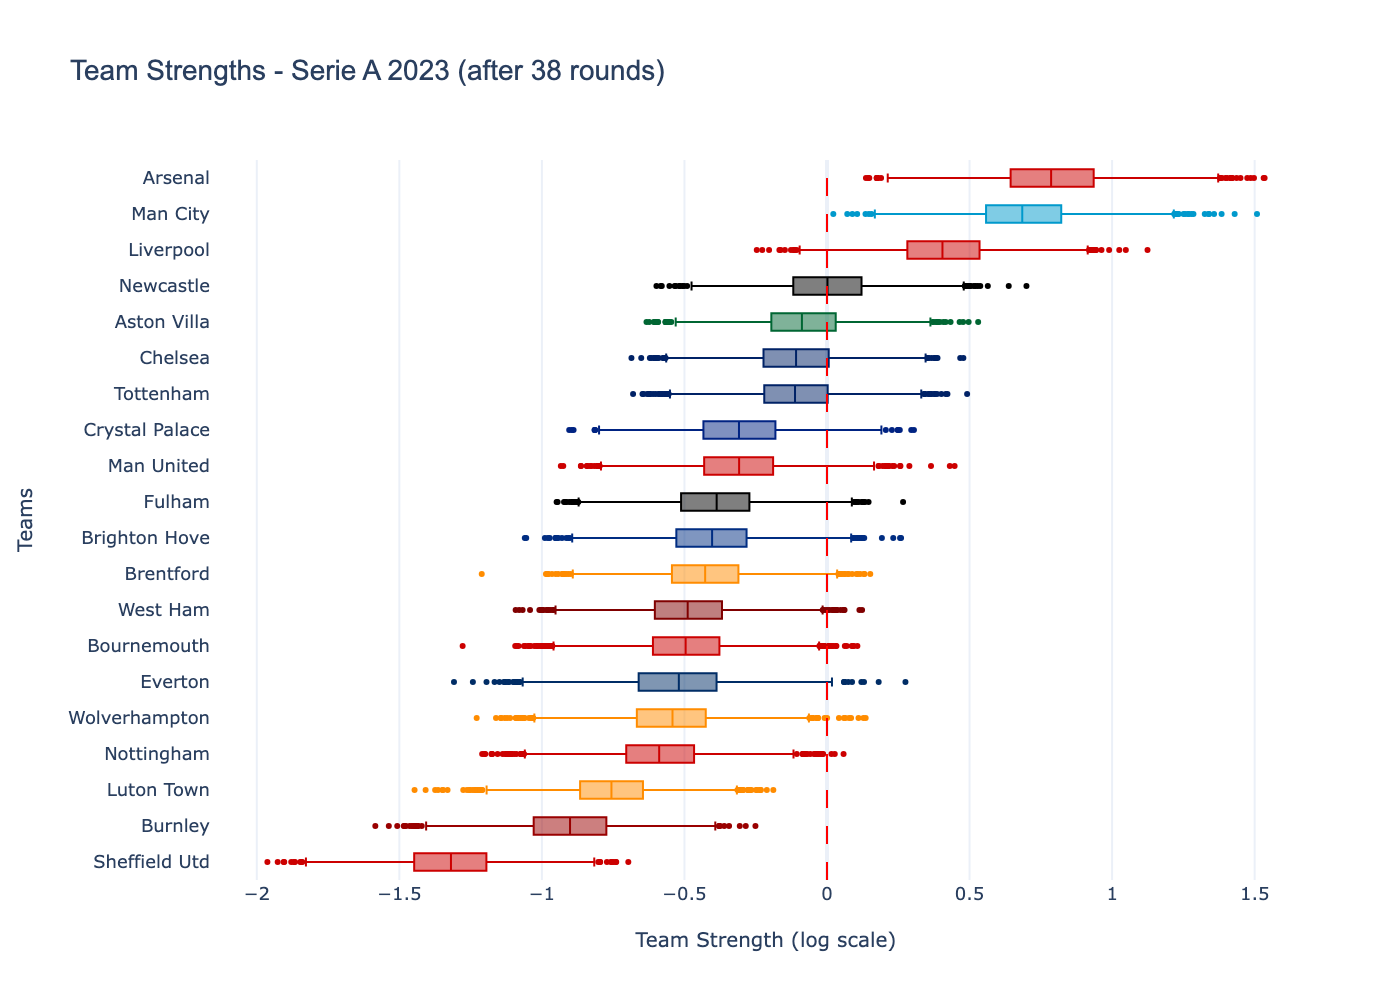 Team Strengths - Serie A 2023 (after 38 rounds)
Arsenal
Man City
Liverpool
Newcastle
Aston Villa
Chelsea
Tottenham
Crystal Palace
Man United
Fulham
Brighton Hove
Brentford
West Ham
Bournemouth
Everton
Wolverhampton
Nottingham
Luton Town
Burnley
Sheffield Utd
Teams
−2 −1.5 −1 −0.5 0 0.5 1 1.5
Team Strength (log scale)